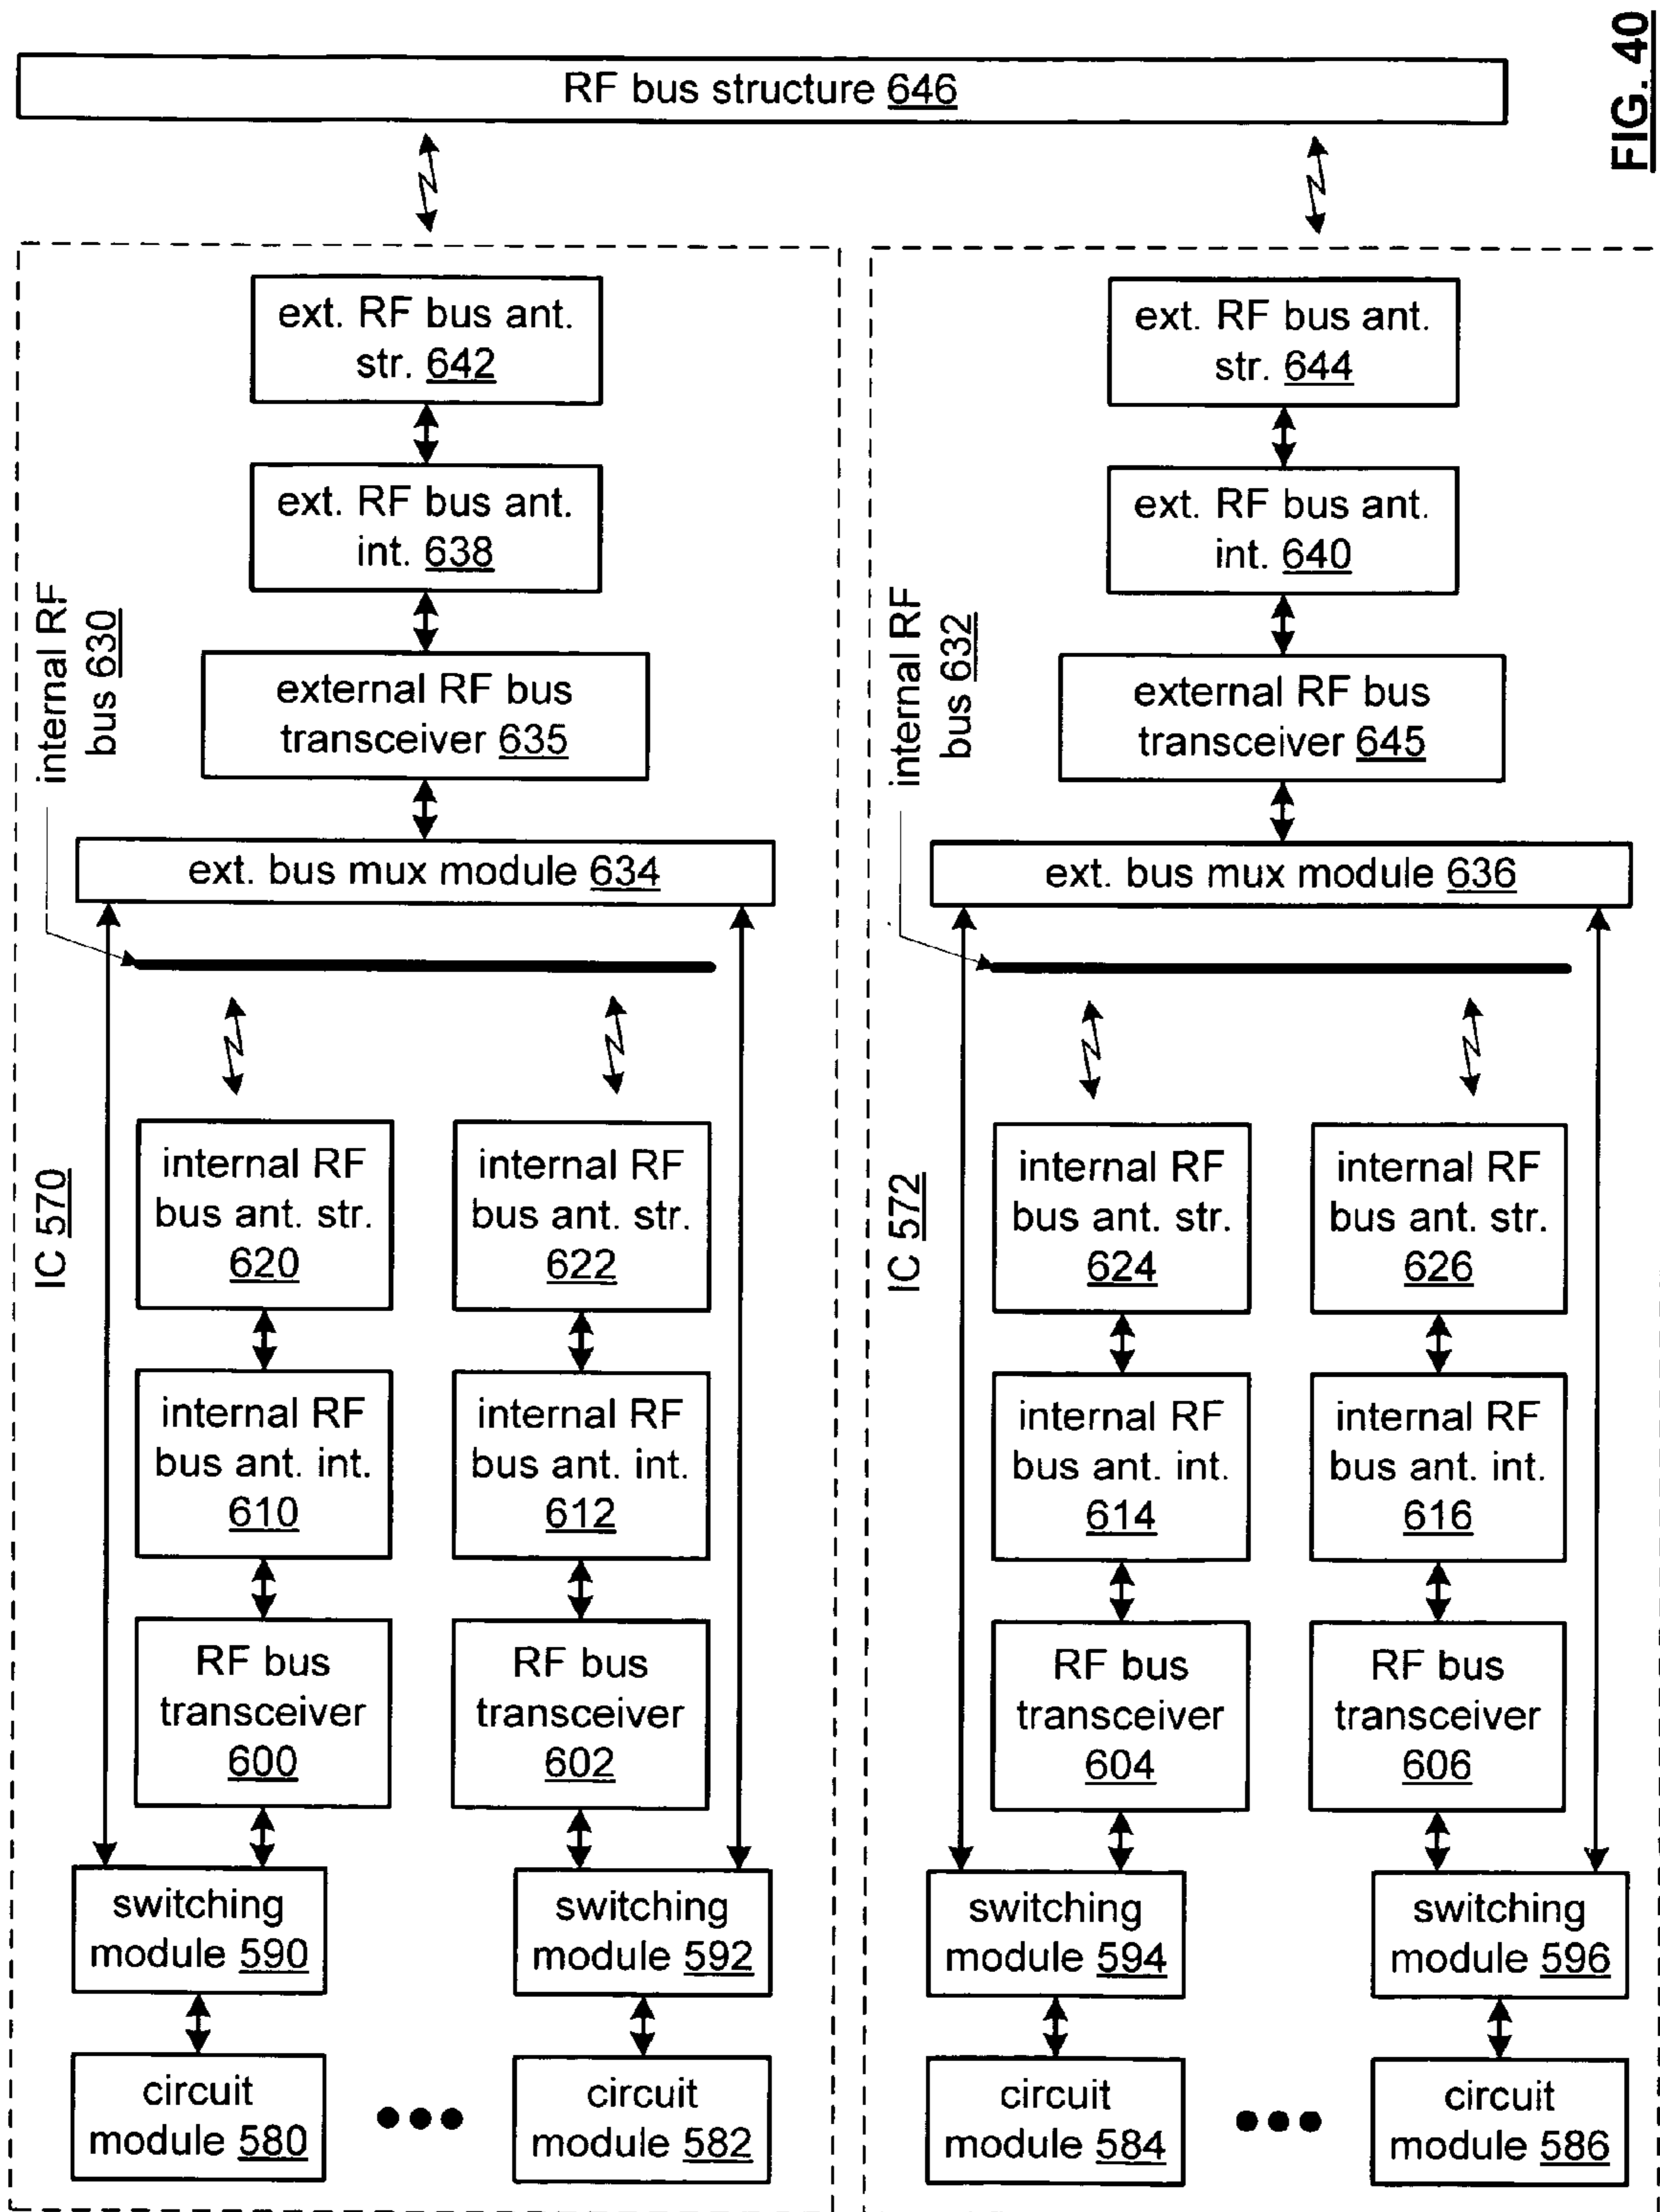 RF bus structure 646
FIG. 40
ext. RF bus ant.
str. 642
ext. RF bus ant.
int. 638
internal RF
bus 630
external RF bus
transceiver 635
ext. bus mux module 634
IC 570
internal RF
bus ant. str.
620
internal RF
bus ant. str.
622
internal RF
bus ant. int.
610
internal RF
bus ant. int.
612
RF bus
transceiver
600
RF bus
transceiver
602
switching
module 590
switching
module 592
circuit
module 580
circuit
module 582
ext. RF bus ant.
str. 644
ext. RF bus ant.
int. 640
internal RF
bus 632
external RF bus
transceiver 645
ext. bus mux module 636
IC 572
internal RF
bus ant. str.
624
internal RF
bus ant. str.
626
internal RF
bus ant. int.
614
internal RF
bus ant. int.
616
RF bus
transceiver
604
RF bus
transceiver
606
switching
module 594
switching
module 596
circuit
module 584
circuit
module 586